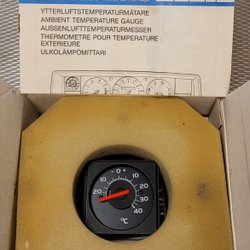 YTTERLUFTSTEMPERATURMÄTARE
AMBIENT TEMPERATURE GAUGE
AUSSENLUFTTEMPERATURMESSER
THERMOMETRE POUR TEMPERATURE
EXTERIEURE
ULKOLÄMPÖMITTARI
- 0 +
10 10
20 20
30
40
°C